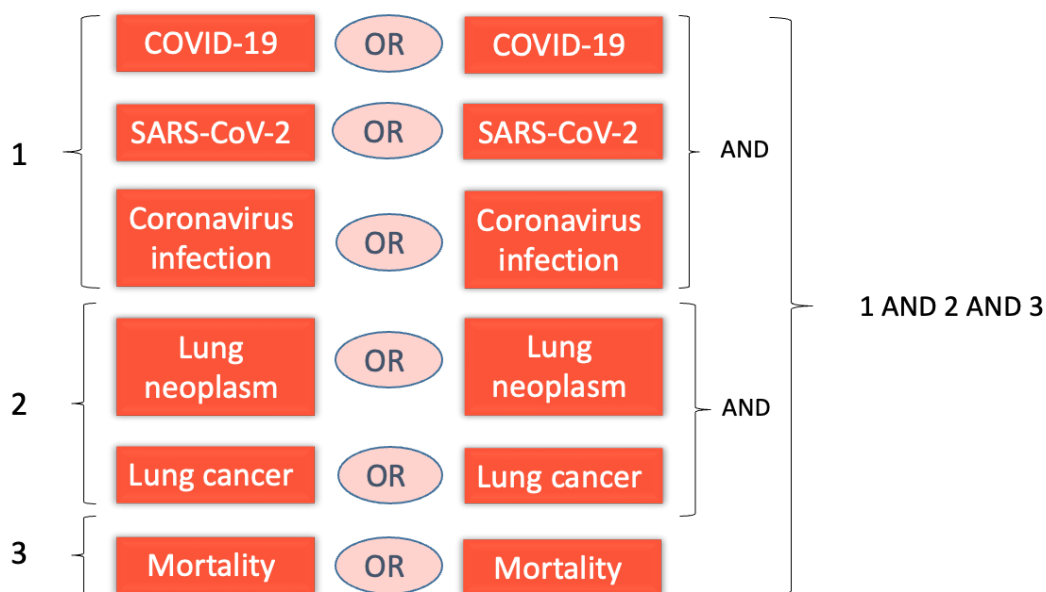 COVID-19 OR COVID-19
1 SARS-CoV-2 OR SARS-CoV-2 AND
Coronavirus
infection OR Coronavirus
infection
1 AND 2 AND 3
Lung
neoplasm OR Lung
neoplasm
2 AND
Lung cancer OR Lung cancer
3 Mortality OR Mortality